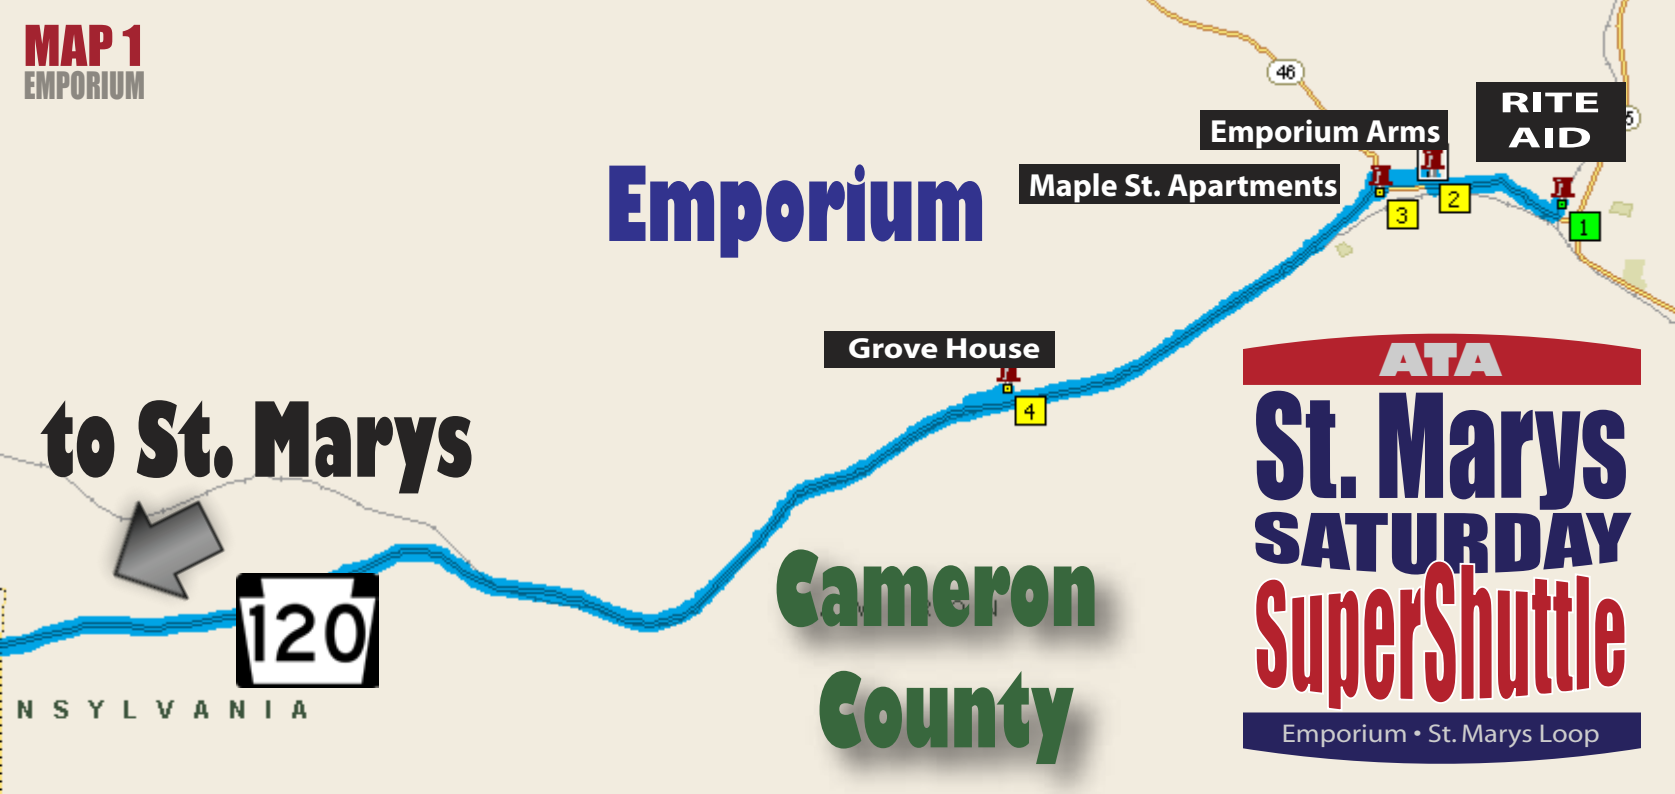 MAP 1
EMPORIUM
46
RITE
AID
5
Emporium Arms
Maple St. Apartments
Emporium
3
2
1
Grove House
4
to St. Marys
120
NSYLVANIA
Cameron
County
ATA
St. Marys
SATURDAY
SuperShuttle
Emporium • St. Marys Loop